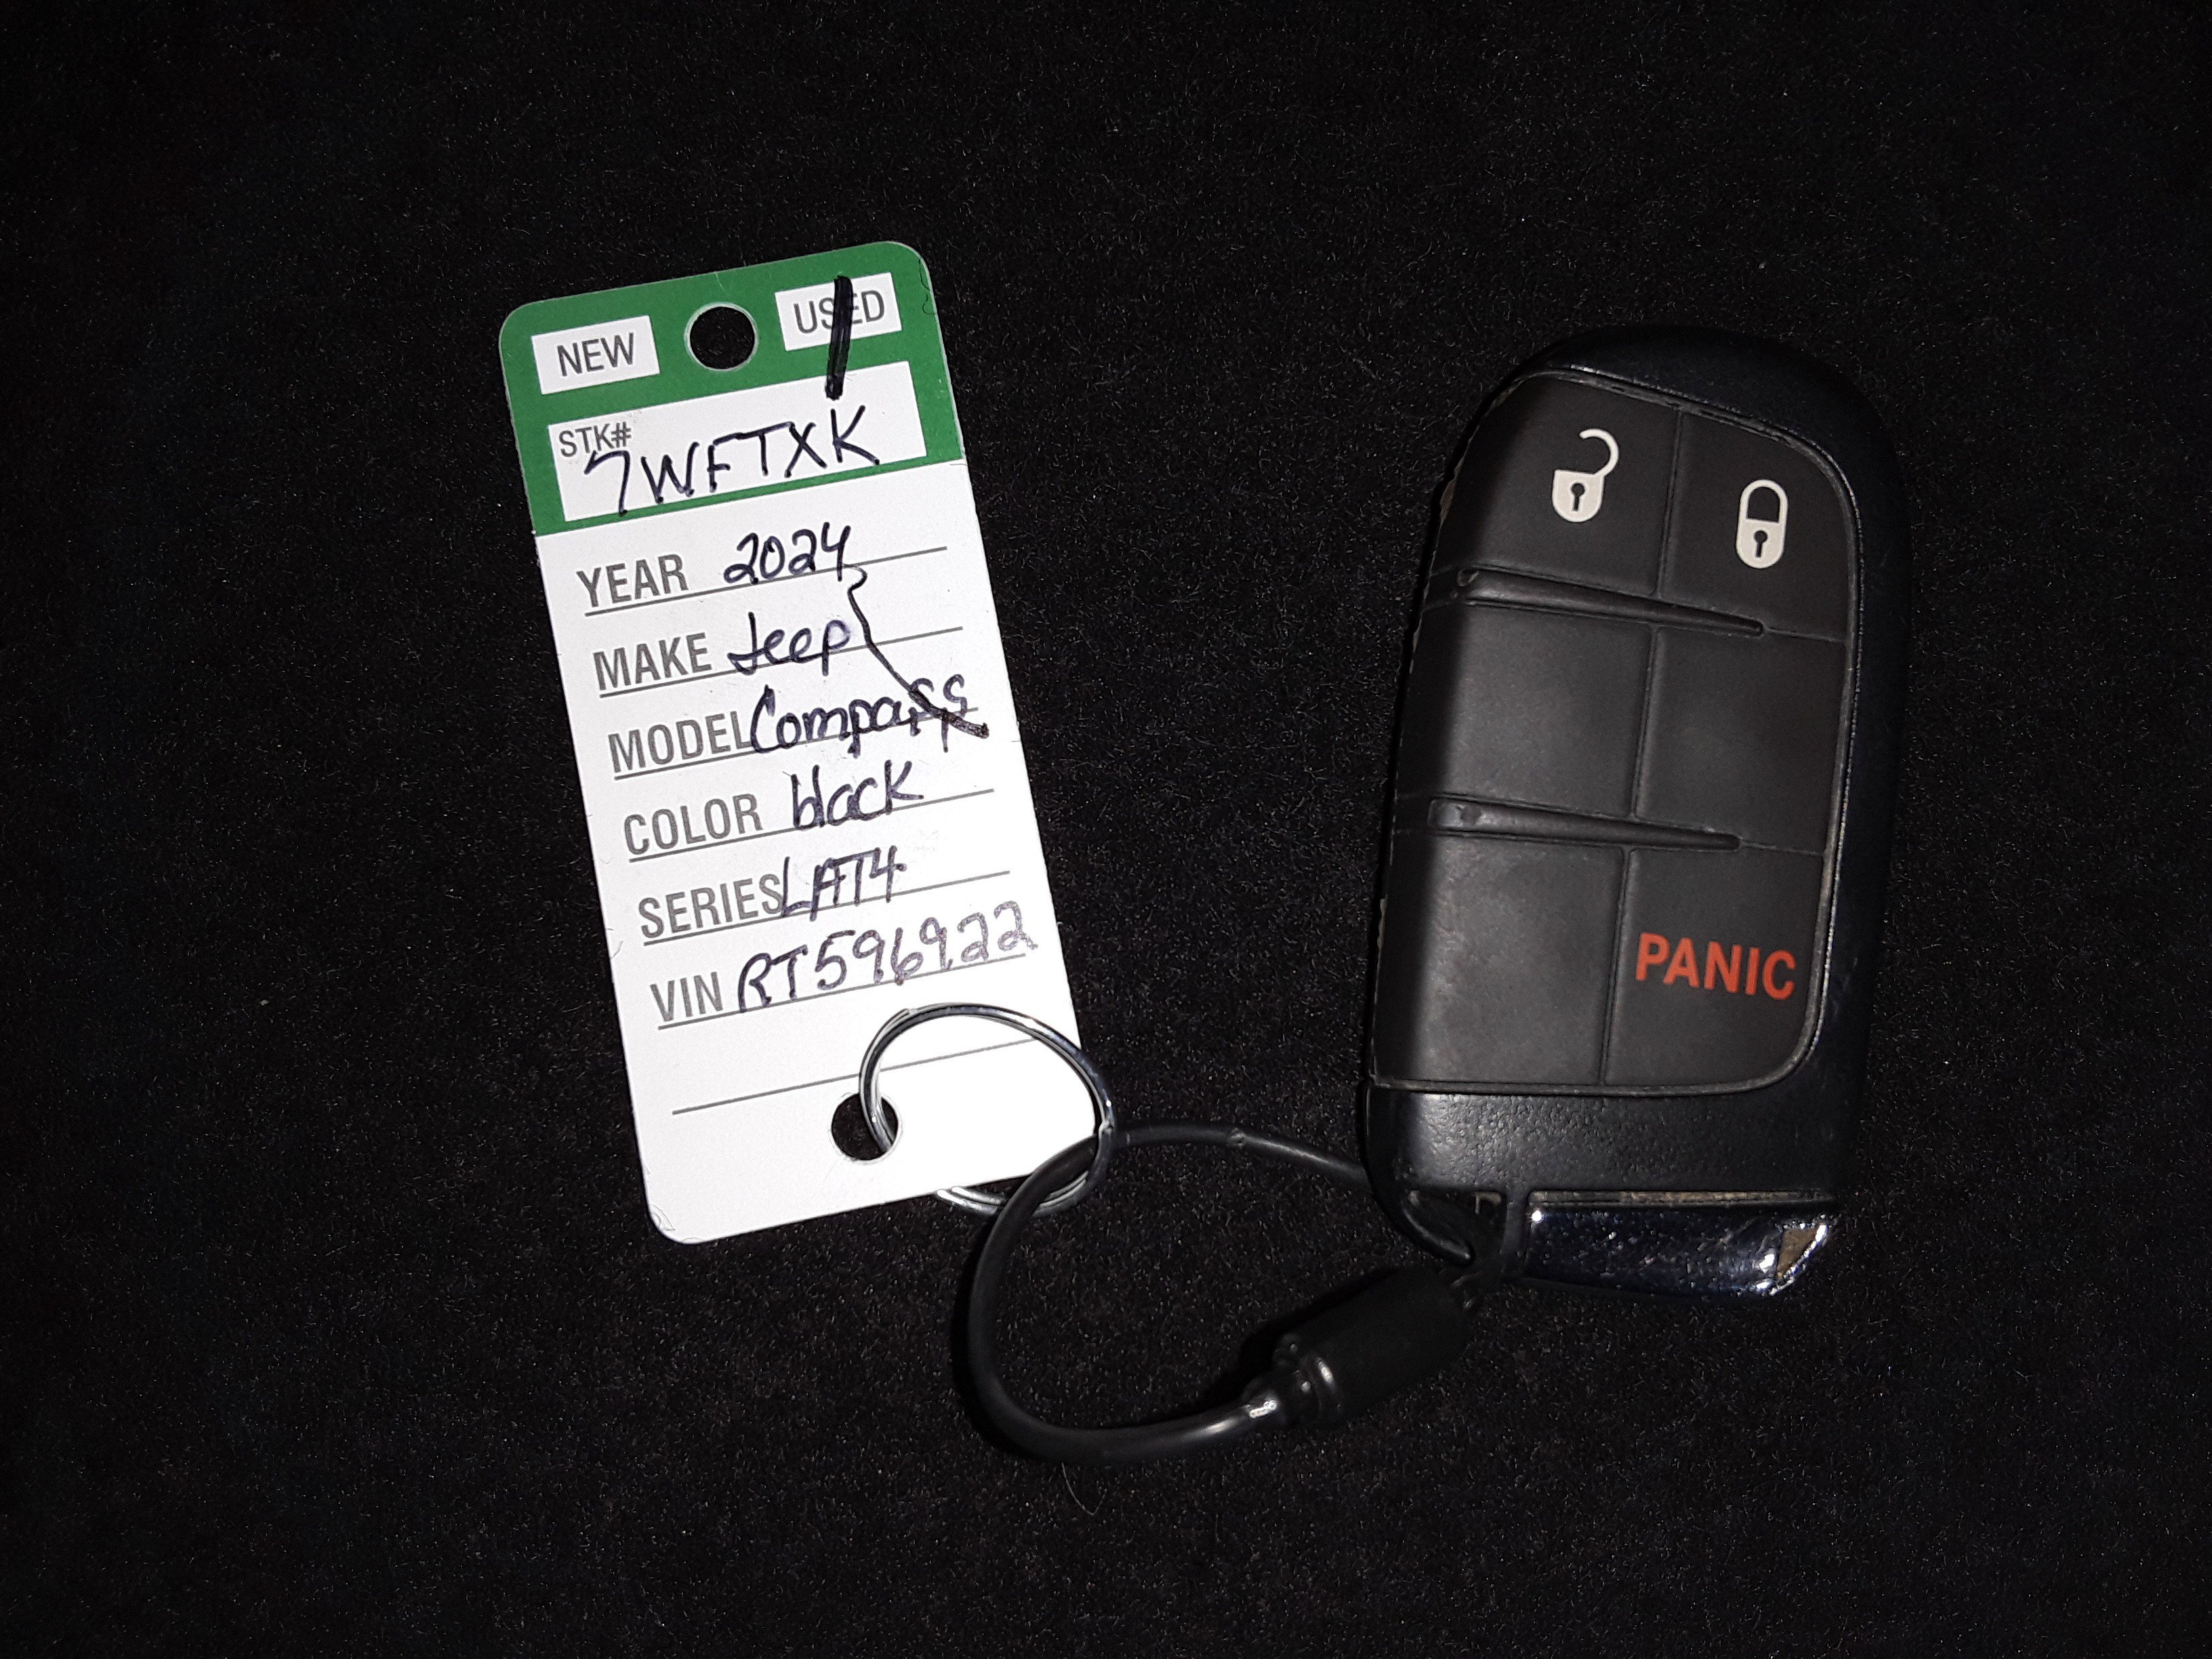 NEW USED
STK# 7WFTXK
YEAR 2024
MAKE Jeep
MODEL Compass
COLOR black
SERIES LAT4
VIN RT596922
PANIC